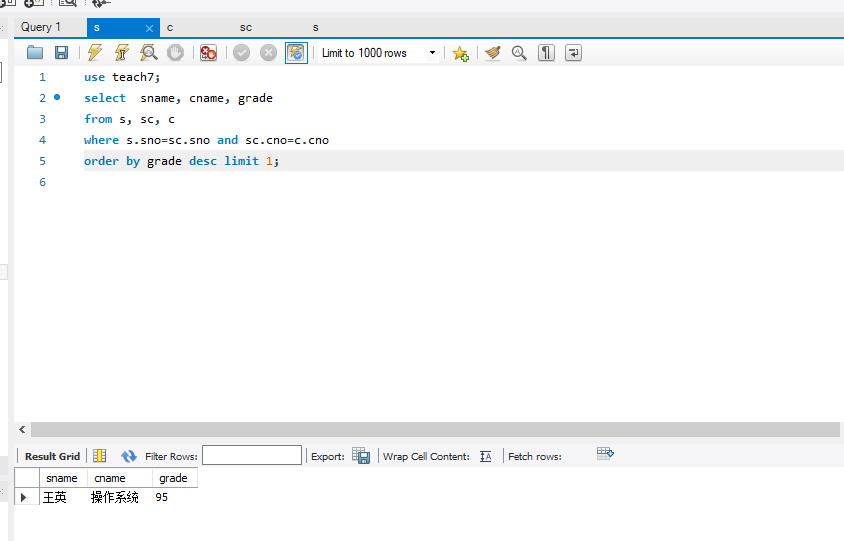 Query 1 s c sc s
Limit to 1000 rows
1 use teach7;
2 select  sname, cname, grade
3 from s, sc, c
4 where s.sno=sc.sno and sc.cno=c.cno
5 order by grade desc limit 1;
6
Result Grid Filter Rows: Export: Wrap Cell Content: Fetch rows:
sname cname grade
王英 操作系统 95